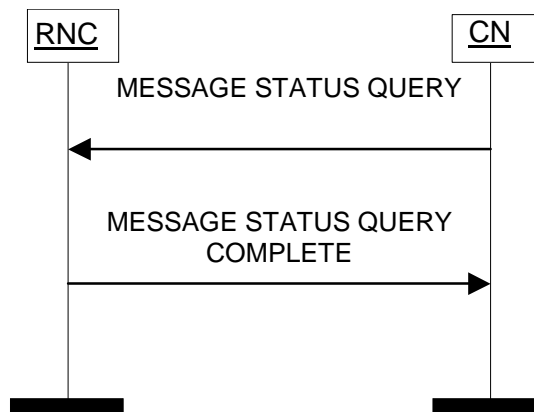 RNC
CN
MESSAGE STATUS QUERY
MESSAGE STATUS QUERY
COMPLETE